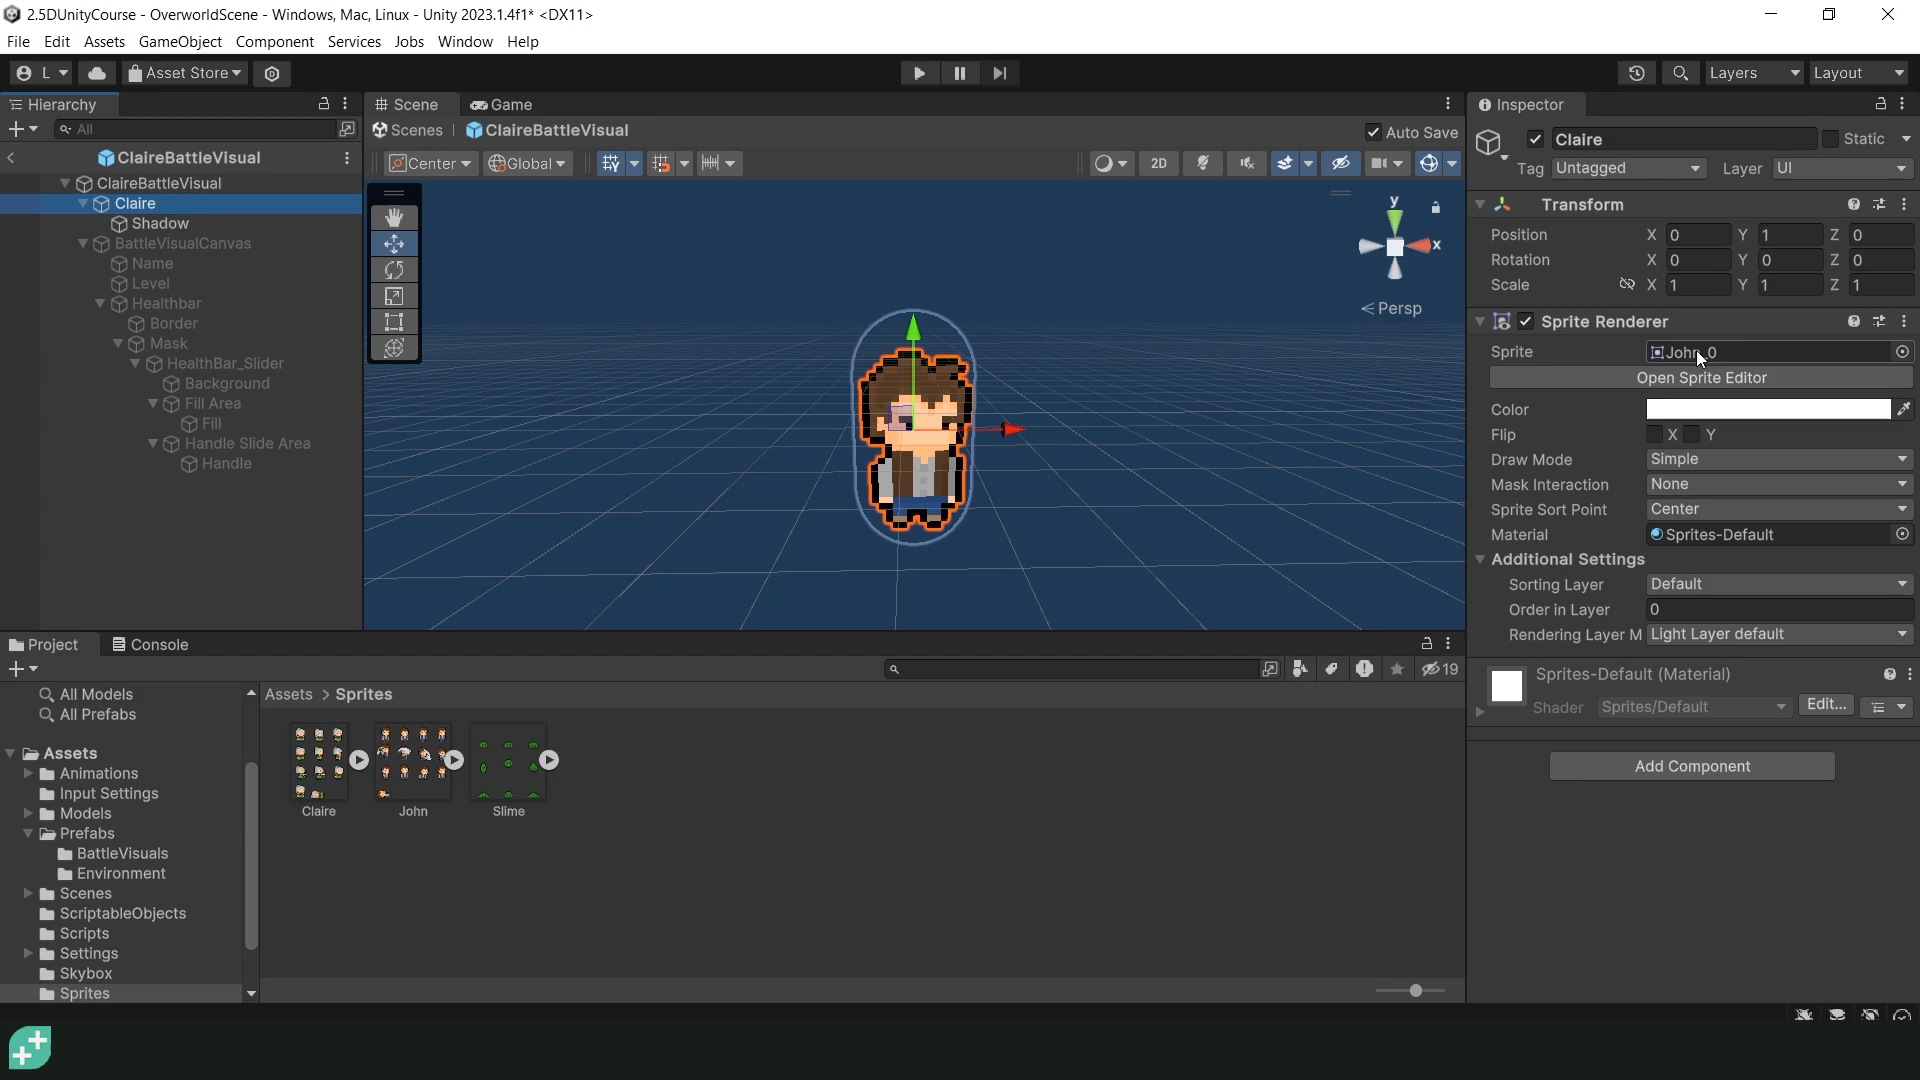 2.5DUnityCourse - OverworldScene - Windows, Mac, Linux - Unity 2023.1.4f1* <DX11>
File Edit Assets GameObject Component Services Jobs Window Help
L Asset Store Layers Layout
Hierarchy
All
ClaireBattleVisual
ClaireBattleVisual
Claire
Shadow
BattleVisualCanvas
Name
Level
Healthbar
Border
Mask
HealthBar_Slider
Background
Fill Area
Fill
Handle Slide Area
Handle
Scene Game
Scenes | ClaireBattleVisual Auto Save
Center Global 2D
y
x
< Persp
Inspector
Claire Static
Tag Untagged Layer UI
Transform
Position X 0 Y 1 Z 0
Rotation X 0 Y 0 Z 0
Scale X 1 Y 1 Z 1
Sprite Renderer
Sprite John_0
Open Sprite Editor
Color
Flip X Y
Draw Mode Simple
Mask Interaction None
Sprite Sort Point Center
Material Sprites-Default
Additional Settings
Sorting Layer Default
Order in Layer 0
Rendering Layer M Light Layer default
Sprites-Default (Material)
Shader Sprites/Default Edit...
Add Component
Project Console
19
All Models
All Prefabs
Assets
Animations
Input Settings
Models
Prefabs
BattleVisuals
Environment
Scenes
ScriptableObjects
Scripts
Settings
Skybox
Sprites
Assets > Sprites
Claire John Slime